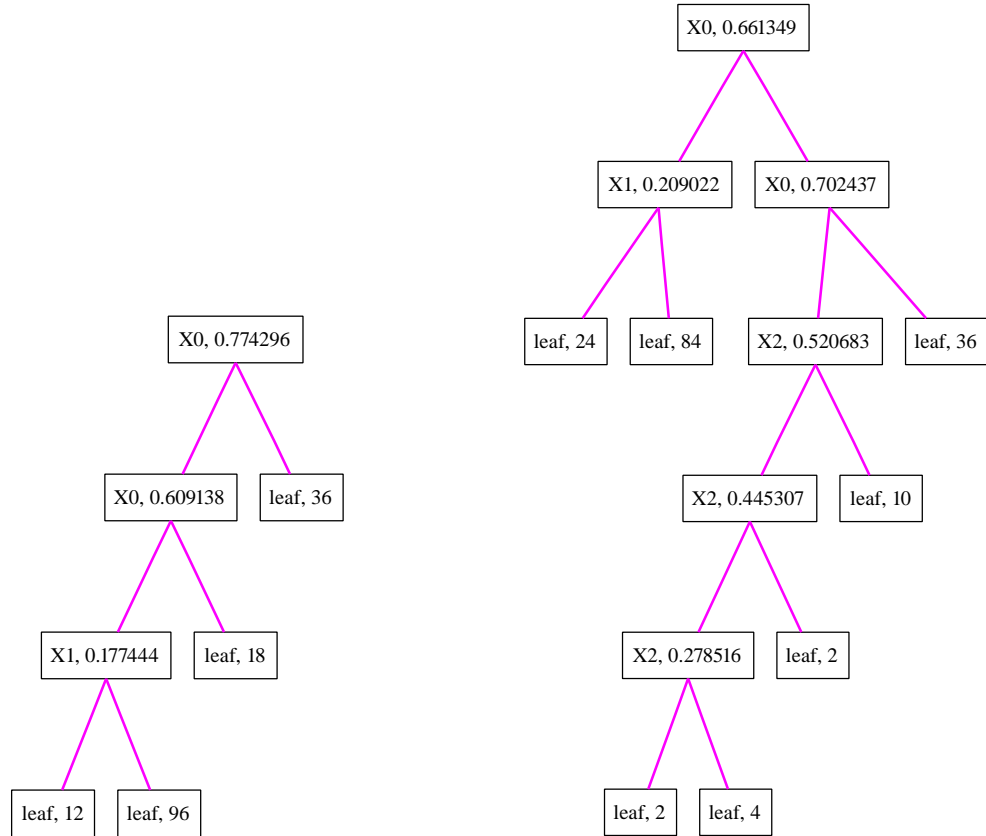 X0, 0.774296
X0, 0.609138
leaf, 36
X1, 0.177444
leaf, 18
leaf, 12
leaf, 96
X0, 0.661349
X1, 0.209022
X0, 0.702437
leaf, 24
leaf, 84
X2, 0.520683
leaf, 36
X2, 0.445307
leaf, 10
X2, 0.278516
leaf, 2
leaf, 2
leaf, 4